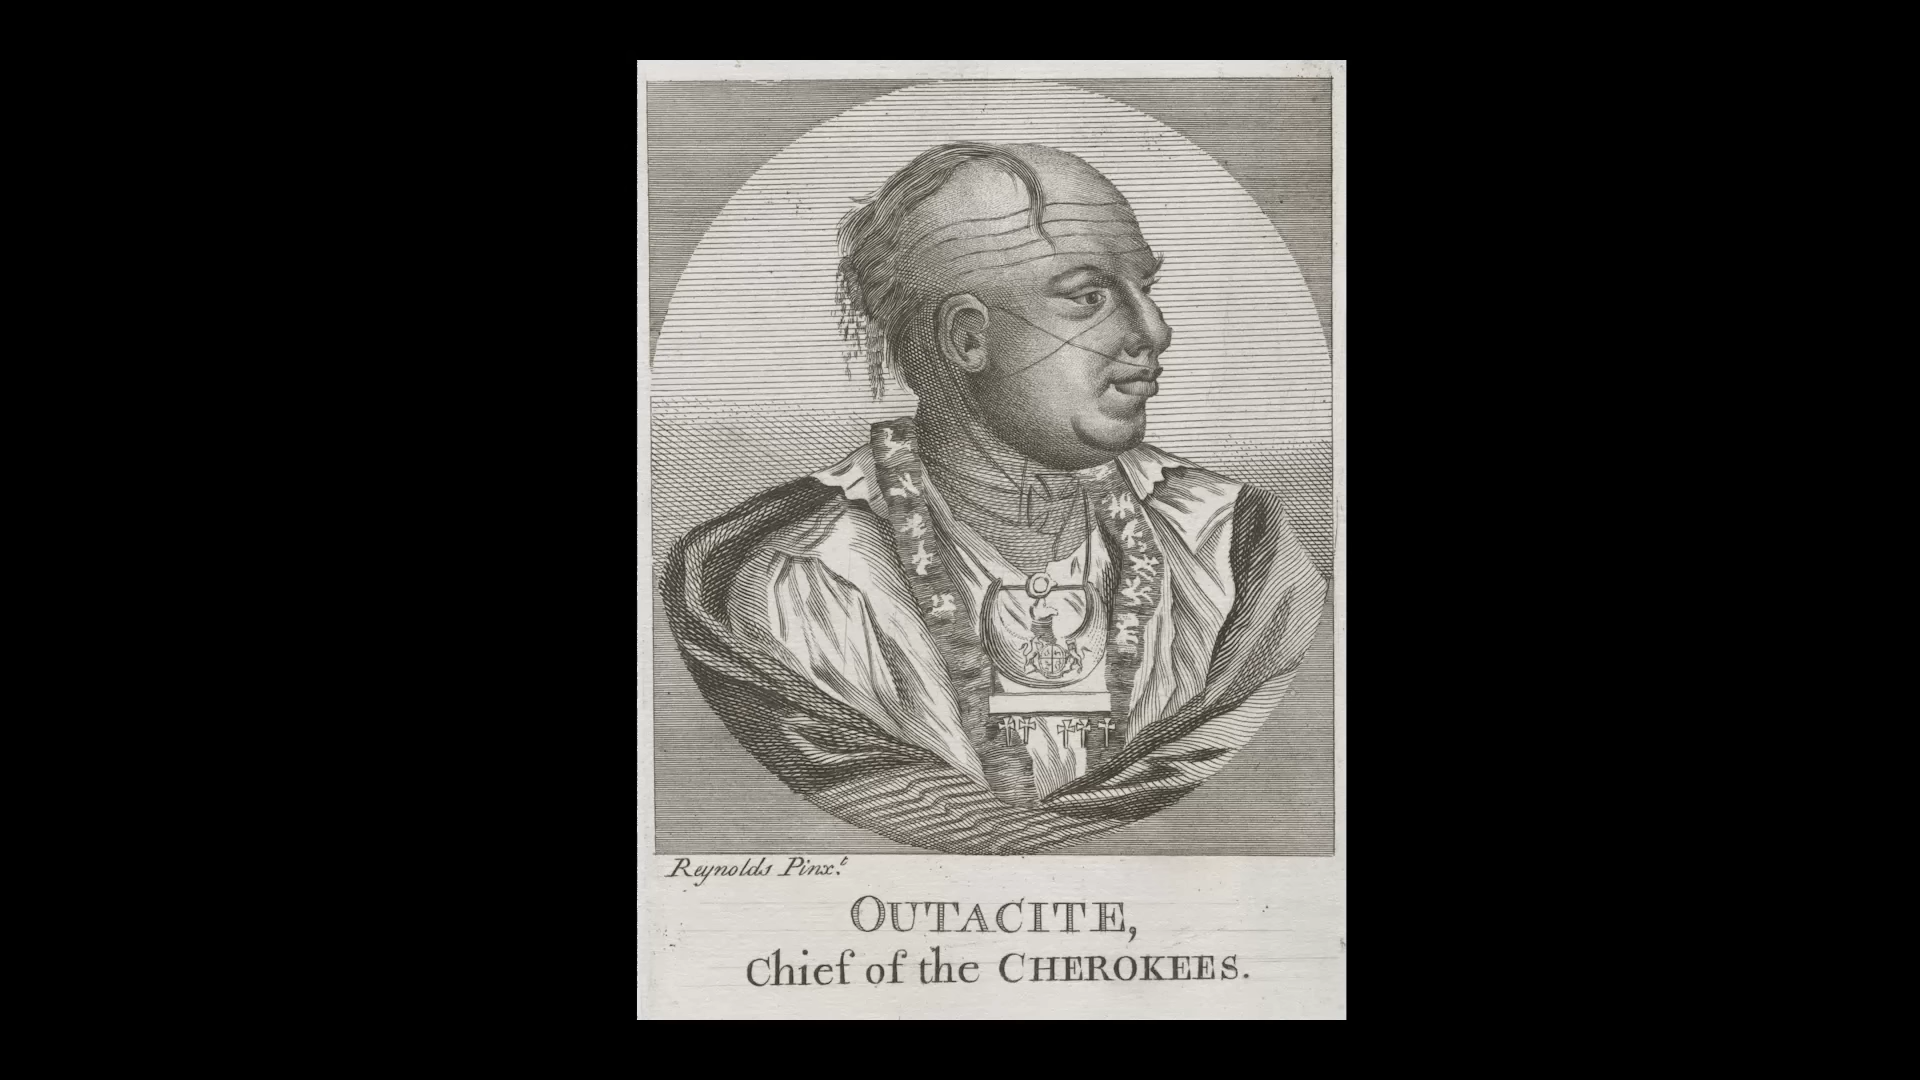 Reynolds Pinx.t
OUTACITE,
Chief of the CHEROKEES.